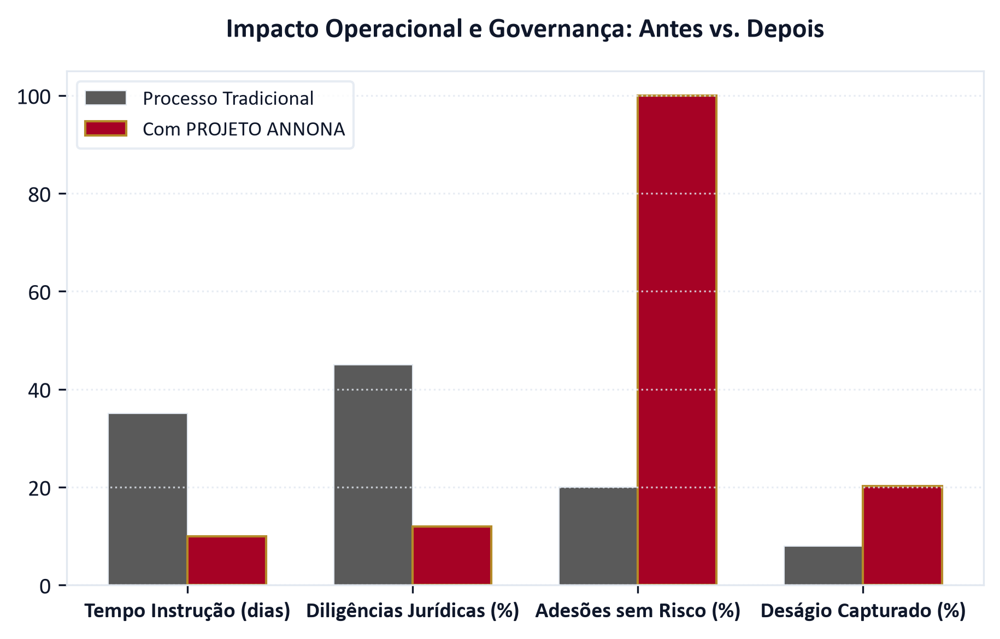 Impacto Operacional e Governança: Antes vs. Depois
Processo Tradicional
Com PROJETO ANNONA
100
80
60
40
20
0
Tempo Instrução (dias) Diligências Jurídicas (%) Adesões sem Risco (%) Deságio Capturado (%)